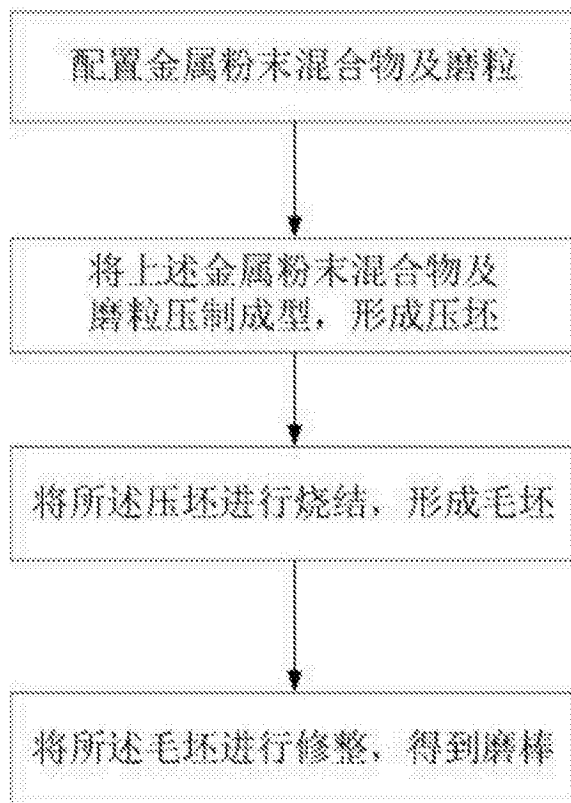 配置金属粉末混合物及磨粒
将上述金属粉末混合物及
磨粒压制成型，形成压坯
将所述压坯进行烧结，形成毛坯
将所述毛坯进行修整，得到磨棒